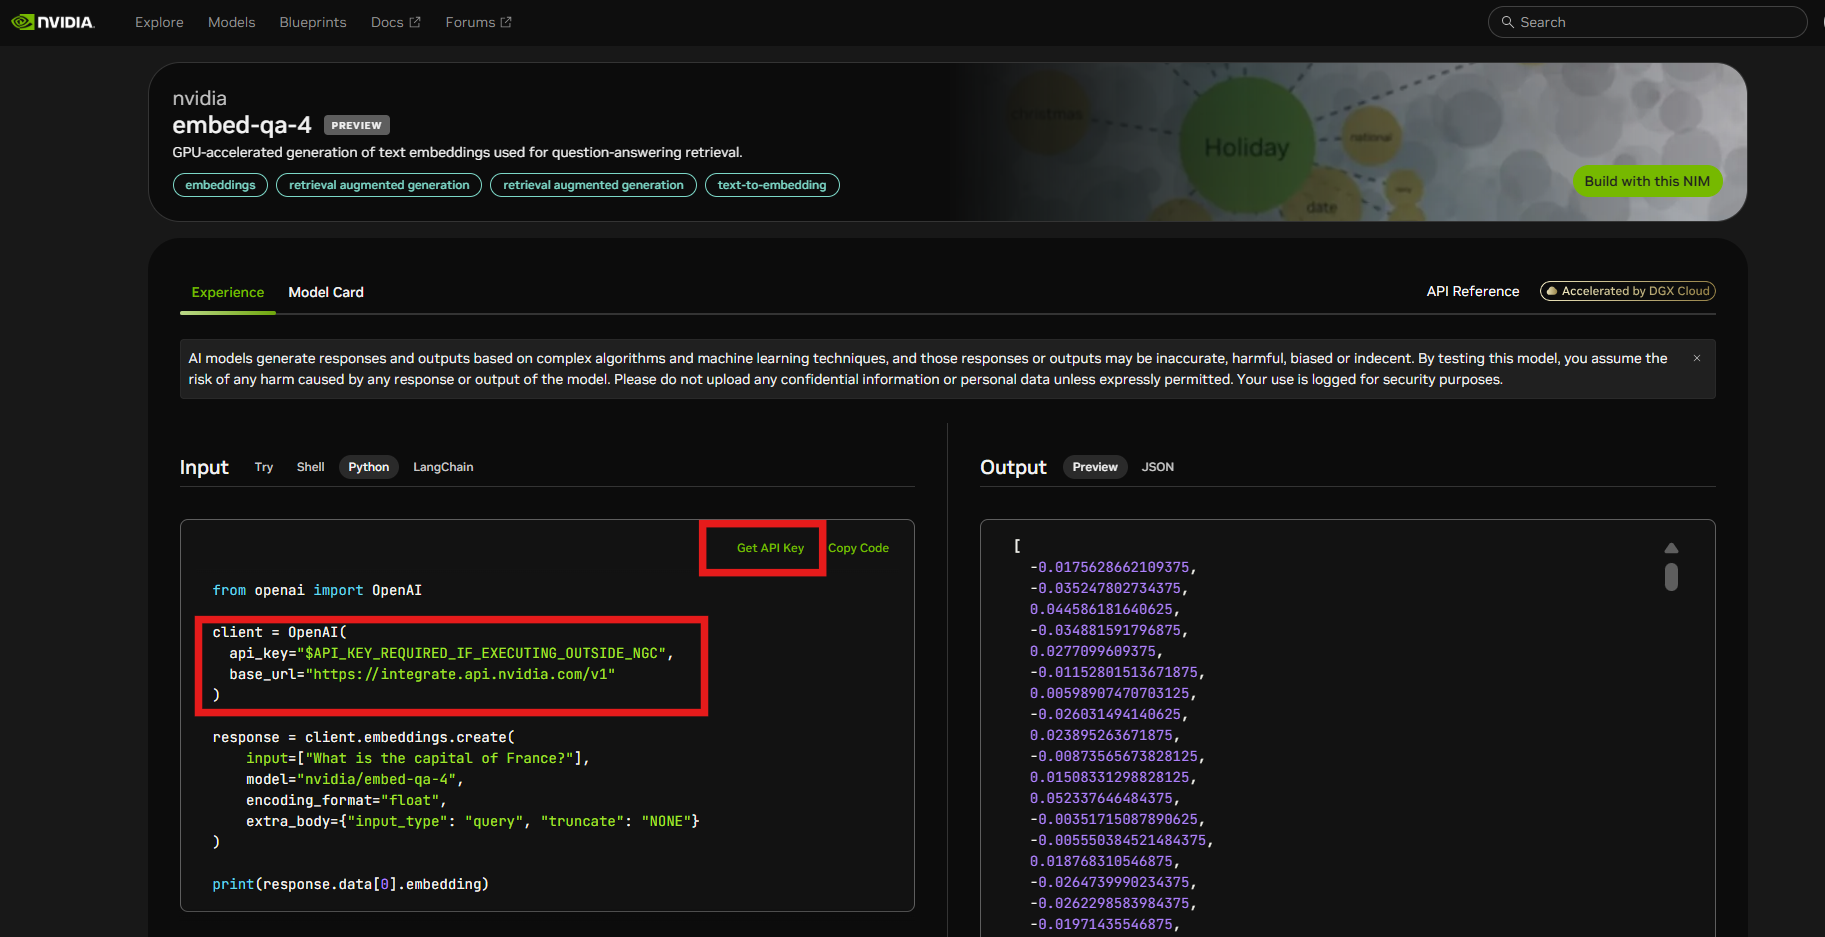 NVIDIA.
Explore
Models
Blueprints
Docs
Forums
Search
nvidia
embed-qa-4
PREVIEW
GPU-accelerated generation of text embeddings used for question-answering retrieval.
embeddings
retrieval augmented generation
retrieval augmented generation
text-to-embedding
christmas
Holiday
national
date
Build with this NIM
Experience
Model Card
API Reference
Accelerated by DGX Cloud
AI models generate responses and outputs based on complex algorithms and machine learning techniques, and those responses or outputs may be inaccurate, harmful, biased or indecent. By testing this model, you assume the
risk of any harm caused by any response or output of the model. Please do not upload any confidential information or personal data unless expressly permitted. Your use is logged for security purposes.
Input
Try
Shell
Python
LangChain
Get API Key
Copy Code
from openai import OpenAI
client = OpenAI(
  api_key="$API_KEY_REQUIRED_IF_EXECUTING_OUTSIDE_NGC",
  base_url="https://integrate.api.nvidia.com/v1"
)
response = client.embeddings.create(
    input=["What is the capital of France?"],
    model="nvidia/embed-qa-4",
    encoding_format="float",
    extra_body={"input_type": "query", "truncate": "NONE"}
)
print(response.data[0].embedding)
Output
Preview
JSON
[
-0.0175628662109375,
-0.035247802734375,
0.044586181640625,
-0.034881591796875,
0.0277099609375,
-0.01152801513671875,
0.00598907470703125,
-0.026031494140625,
0.023895263671875,
-0.00873565673828125,
0.01508331298828125,
0.052337646484375,
-0.00351715087890625,
-0.005550384521484375,
0.018768310546875,
-0.0264739990234375,
-0.0262298583984375,
-0.01971435546875,